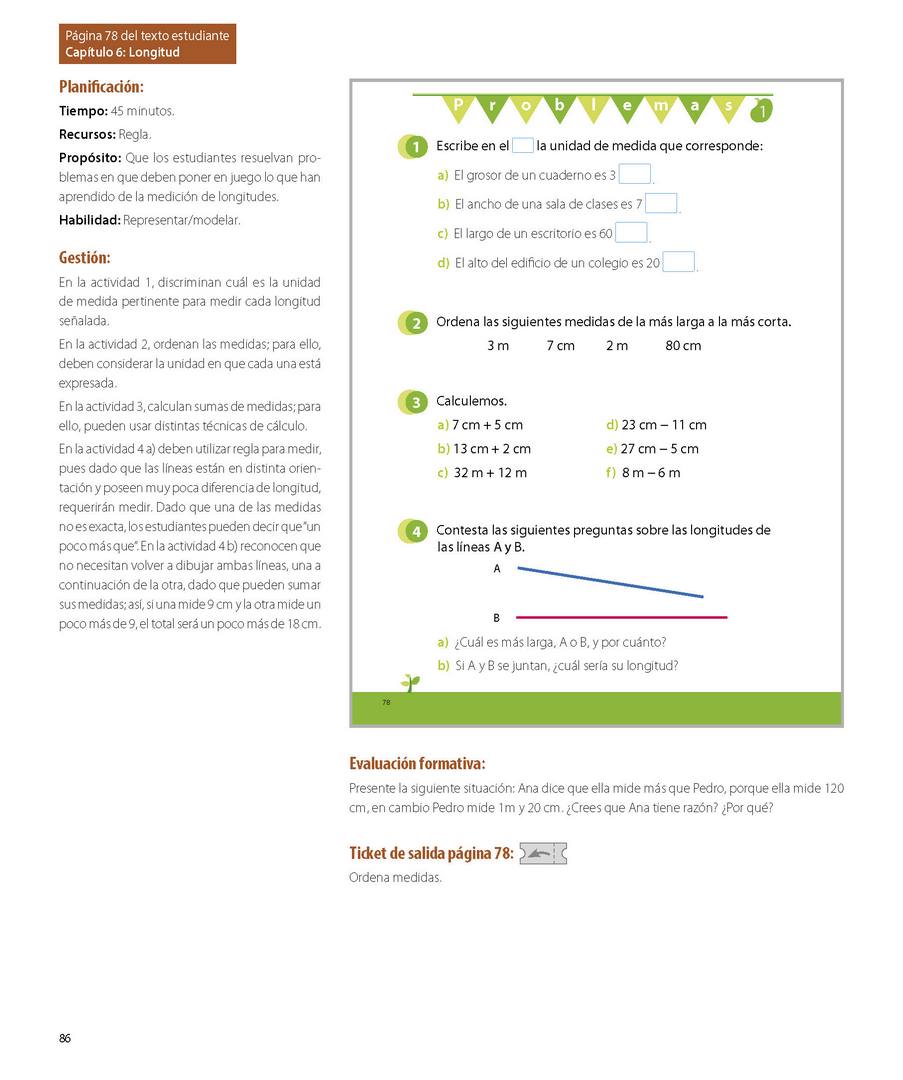 Página 78 del texto estudiante
Capítulo 6: Longitud
Planificación:
Tiempo: 45 minutos.
Recursos: Regla.
Propósito: Que los estudiantes resuelvan pro-
blemas en que deben poner en juego lo que han
aprendido de la medición de longitudes.
Habilidad: Representar/modelar.
Gestión:
En la actividad 1, discriminan cuál es la unidad
de medida pertinente para medir cada longitud
señalada.
En la actividad 2, ordenan las medidas; para ello,
deben considerar la unidad en que cada una está
expresada.
En la actividad 3, calculan sumas de medidas; para
ello, pueden usar distintas técnicas de cálculo.
En la actividad 4 a) deben utilizar regla para medir,
pues dado que las líneas están en distinta orien-
tación y poseen muy poca diferencia de longitud,
requerirán medir. Dado que una de las medidas
no es exacta, los estudiantes pueden decir que "un
poco más que". En la actividad 4 b) reconocen que
no necesitan volver a dibujar ambas líneas, una a
continuación de la otra, dado que pueden sumar
sus medidas; así, si una mide 9 cm y la otra mide un
poco más de 9, el total será un poco más de 18 cm.
Problemas 1
1 Escribe en el la unidad de medida que corresponde:
a) El grosor de un cuaderno es 3 .
b) El ancho de una sala de clases es 7 .
c) El largo de un escritorio es 60 .
d) El alto del edificio de un colegio es 20 .
2 Ordena las siguientes medidas de la más larga a la más corta.
3 m 7 cm 2 m 80 cm
3 Calculemos.
a) 7 cm + 5 cm d) 23 cm – 11 cm
b) 13 cm + 2 cm e) 27 cm – 5 cm
c) 32 m + 12 m f) 8 m – 6 m
4 Contesta las siguientes preguntas sobre las longitudes de
las líneas A y B.
A
B
a) ¿Cuál es más larga, A o B, y por cuánto?
b) Si A y B se juntan, ¿cuál sería su longitud?
78
Evaluación formativa:
Presente la siguiente situación: Ana dice que ella mide más que Pedro, porque ella mide 120
cm, en cambio Pedro mide 1m y 20 cm. ¿Crees que Ana tiene razón? ¿Por qué?
Ticket de salida página 78:
Ordena medidas.
86